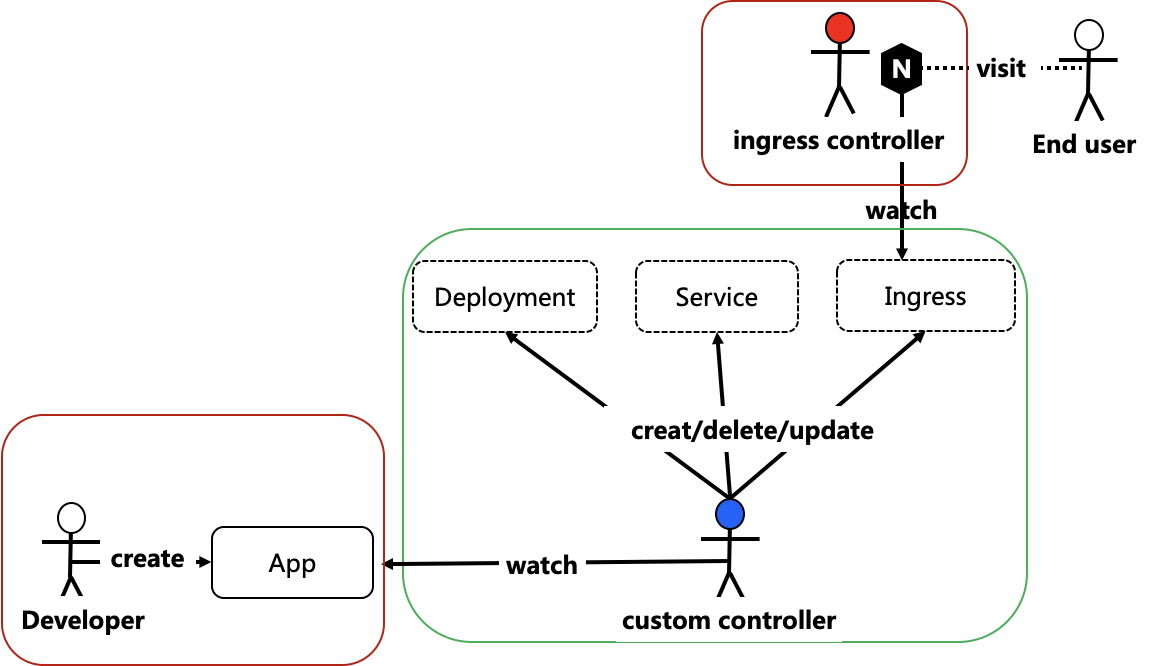 N
visit
ingress controller
End user
watch
Deployment
Service
Ingress
creat/delete/update
create
App
watch
Developer
custom controller